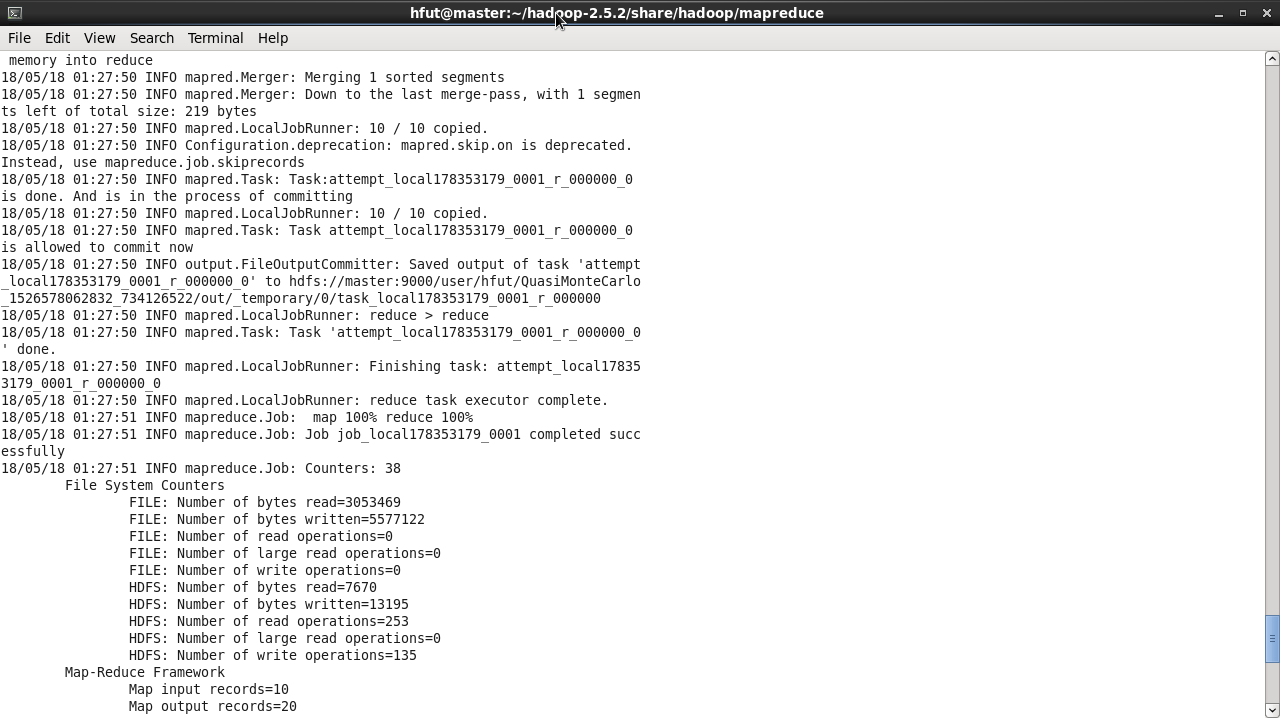 hfut@master:~/hadoop-2.5.2/share/hadoop/mapreduce
File Edit View Search Terminal Help
 memory into reduce
18/05/18 01:27:50 INFO mapred.Merger: Merging 1 sorted segments
18/05/18 01:27:50 INFO mapred.Merger: Down to the last merge-pass, with 1 segmen
ts left of total size: 219 bytes
18/05/18 01:27:50 INFO mapred.LocalJobRunner: 10 / 10 copied.
18/05/18 01:27:50 INFO Configuration.deprecation: mapred.skip.on is deprecated.
Instead, use mapreduce.job.skiprecords
18/05/18 01:27:50 INFO mapred.Task: Task:attempt_local178353179_0001_r_000000_0
is done. And is in the process of committing
18/05/18 01:27:50 INFO mapred.LocalJobRunner: 10 / 10 copied.
18/05/18 01:27:50 INFO mapred.Task: Task attempt_local178353179_0001_r_000000_0
is allowed to commit now
18/05/18 01:27:50 INFO output.FileOutputCommitter: Saved output of task 'attempt
_local178353179_0001_r_000000_0' to hdfs://master:9000/user/hfut/QuasiMonteCarlo
_1526578062832_734126522/out/_temporary/0/task_local178353179_0001_r_000000
18/05/18 01:27:50 INFO mapred.LocalJobRunner: reduce > reduce
18/05/18 01:27:50 INFO mapred.Task: Task 'attempt_local178353179_0001_r_000000_0
' done.
18/05/18 01:27:50 INFO mapred.LocalJobRunner: Finishing task: attempt_local17835
3179_0001_r_000000_0
18/05/18 01:27:50 INFO mapred.LocalJobRunner: reduce task executor complete.
18/05/18 01:27:51 INFO mapreduce.Job:  map 100% reduce 100%
18/05/18 01:27:51 INFO mapreduce.Job: Job job_local178353179_0001 completed succ
essfully
18/05/18 01:27:51 INFO mapreduce.Job: Counters: 38
        File System Counters
                FILE: Number of bytes read=3053469
                FILE: Number of bytes written=5577122
                FILE: Number of read operations=0
                FILE: Number of large read operations=0
                FILE: Number of write operations=0
                HDFS: Number of bytes read=7670
                HDFS: Number of bytes written=13195
                HDFS: Number of read operations=253
                HDFS: Number of large read operations=0
                HDFS: Number of write operations=135
        Map-Reduce Framework
                Map input records=10
                Map output records=20